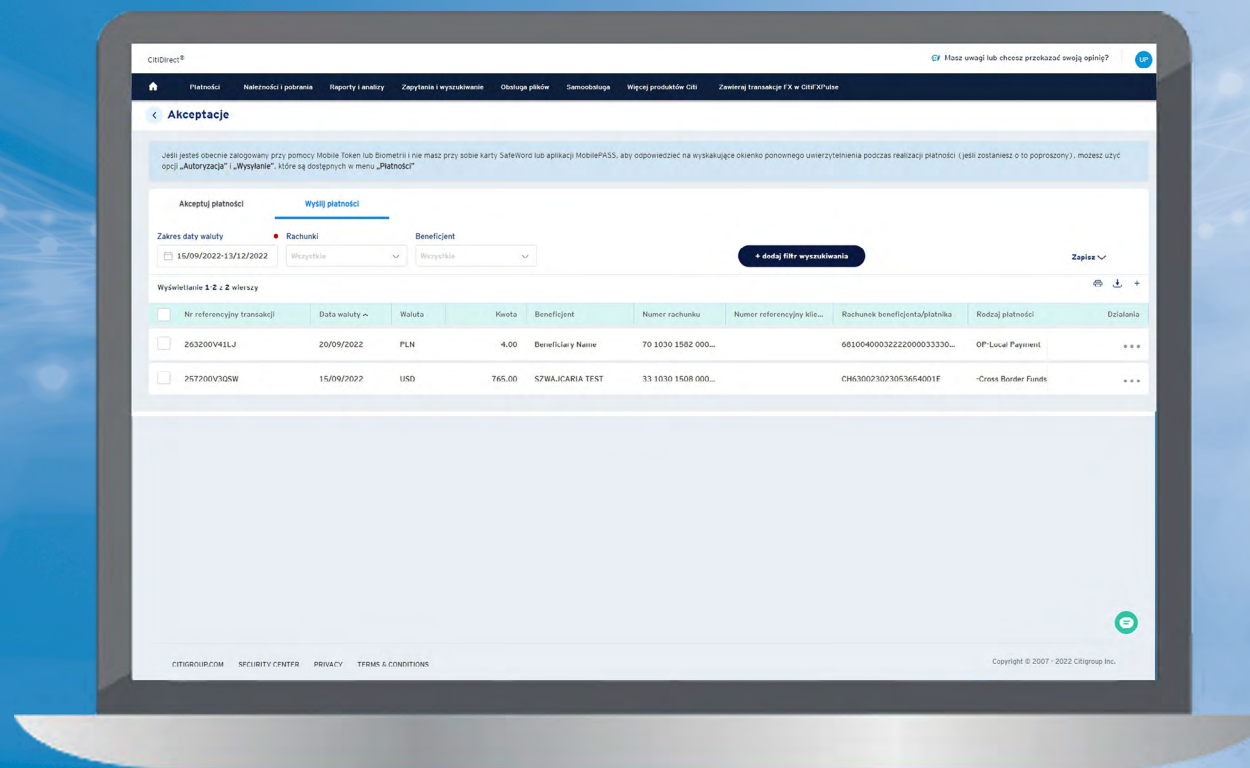 CitiDirect®
Masz uwagi lub chcesz przekazać swoją opinię?
UP
Płatności Należności i pobrania Raporty i analizy Zapytania i wyszukiwanie Obsługa plików Samoobsługa Więcej produktów Citi Zawieraj transakcje FX w CitiFXPulse
Akceptacje
Jeśli jesteś obecnie zalogowany przy pomocy Mobile Token lub Biometrii i nie masz przy sobie karty SafeWord lub aplikacji MobilePASS, aby odpowiedzieć na wyskakujące okienko ponownego uwierzytelnienia podczas realizacji płatności (jeśli zostaniesz o to poproszony), możesz użyć
opcji „Autoryzacja" i „Wysyłanie", które są dostępnych w menu „Płatności"
Akceptuj płatności Wyślij płatności
Zakres daty waluty Rachunki Beneficjent
15/09/2022-13/12/2022 Wszystkie Wszystkie + dodaj filtr wyszukiwania Zapisz
Wyświetlanie 1-2 z 2 wierszy
Nr referencyjny transakcji Data waluty Waluta Kwota Beneficjent Numer rachunku Numer referencyjny klie... Rachunek beneficjenta/płatnika Rodzaj płatności Działania
263200V41LJ 20/09/2022 PLN 4.00 Beneficiary Name 70 1030 1582 000... 68100400032222000033330... OP-Local Payment
257200V3QSW 15/09/2022 USD 765.00 SZWAJCARIA TEST 33 1030 1508 000... CH630023023053654001E -Cross Border Funds
CITIGROUP.COM SECURITY CENTER PRIVACY TERMS & CONDITIONS
Copyright © 2007 - 2022 Citigroup Inc.